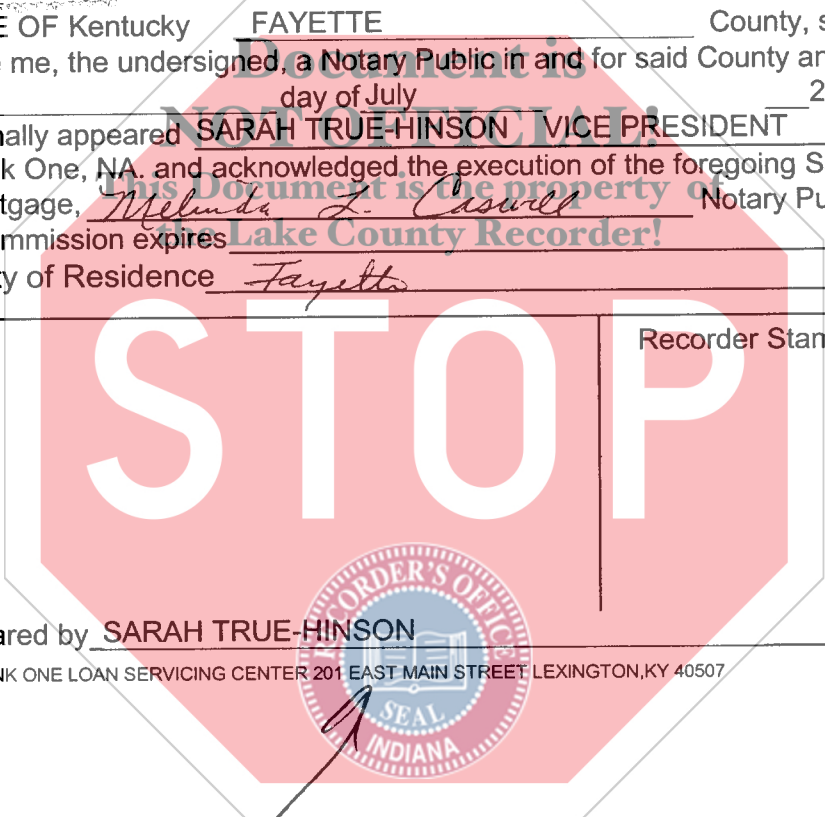 E OF Kentucky FAYETTE County, s
e me, the undersigned, a Notary Public in and for said County an
Document is
day of July 2
NOT OFFICIAL!
nally appeared SARAH TRUE-HINSON VICE PRESIDENT
k One, NA. and acknowledged the execution of the foregoing S
This Document is the property of
tgage, Melinda L. Caswell Notary Pu
the Lake County Recorder!
mmission expires
ty of Residence Fayette
STOP
Recorder Stam
RECORDER'S OFFICE
ared by SARAH TRUE-HINSON
NK ONE LOAN SERVICING CENTER 201 EAST MAIN STREET LEXINGTON,KY 40507
SEAL
INDIANA